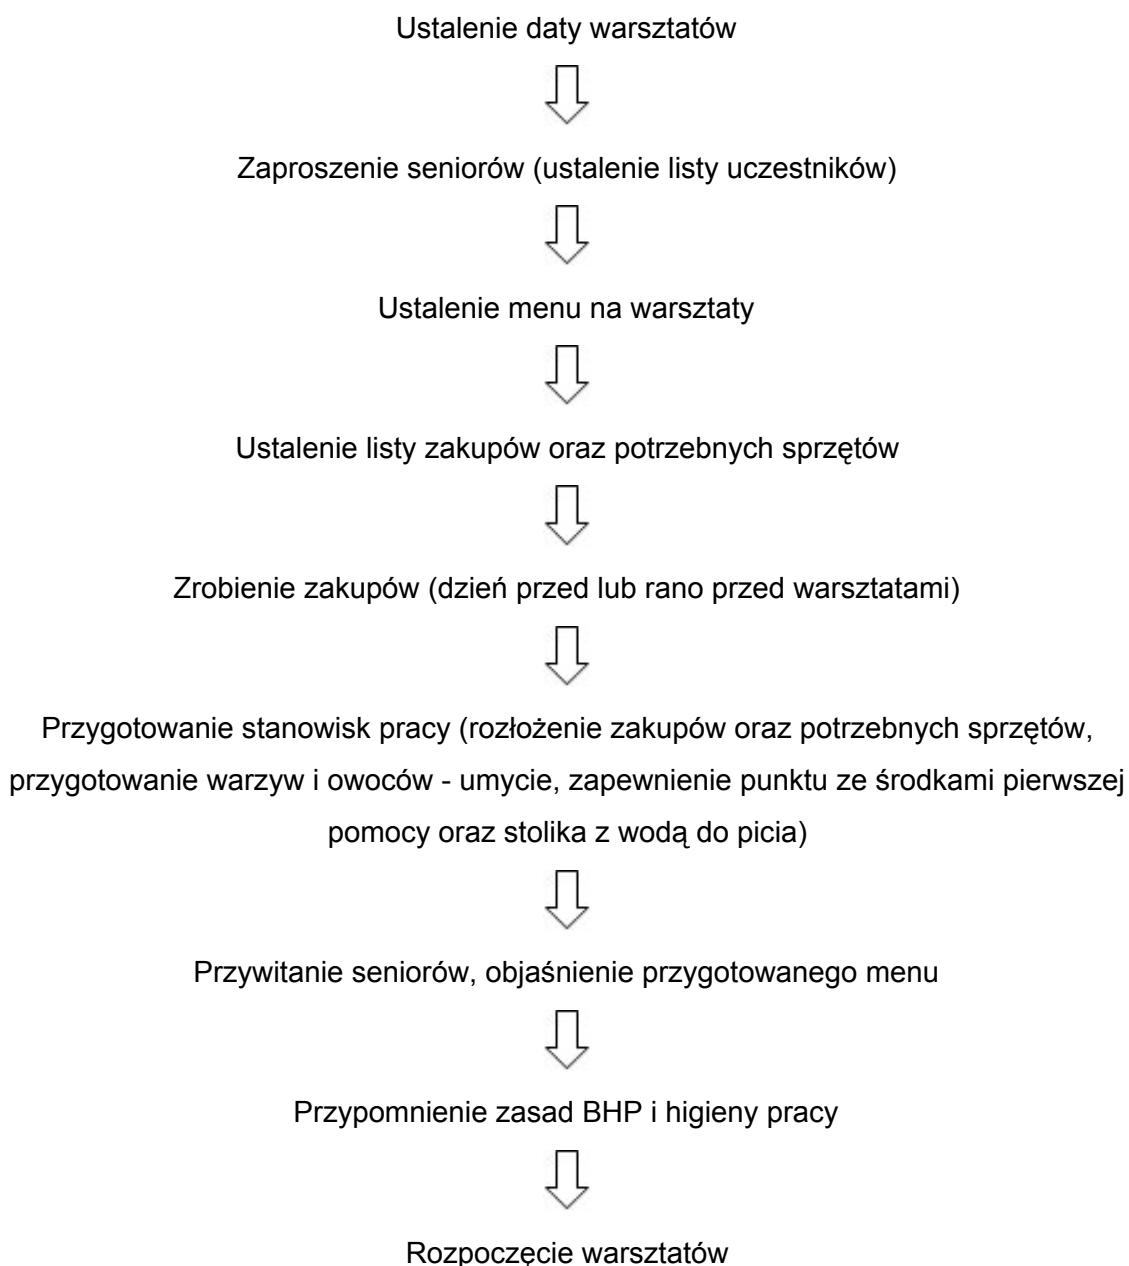 Ustalenie daty warsztatów
Zaproszenie seniorów (ustalenie listy uczestników)
Ustalenie menu na warsztaty
Ustalenie listy zakupów oraz potrzebnych sprzętów
Zrobienie zakupów (dzień przed lub rano przed warsztatami)
Przygotowanie stanowisk pracy (rozłożenie zakupów oraz potrzebnych sprzętów,
przygotowanie warzyw i owoców - umycie, zapewnienie punktu ze środkami pierwszej
pomocy oraz stolika z wodą do picia)
Przywitanie seniorów, objaśnienie przygotowanego menu
Przypomnienie zasad BHP i higieny pracy
Rozpoczęcie warsztatów